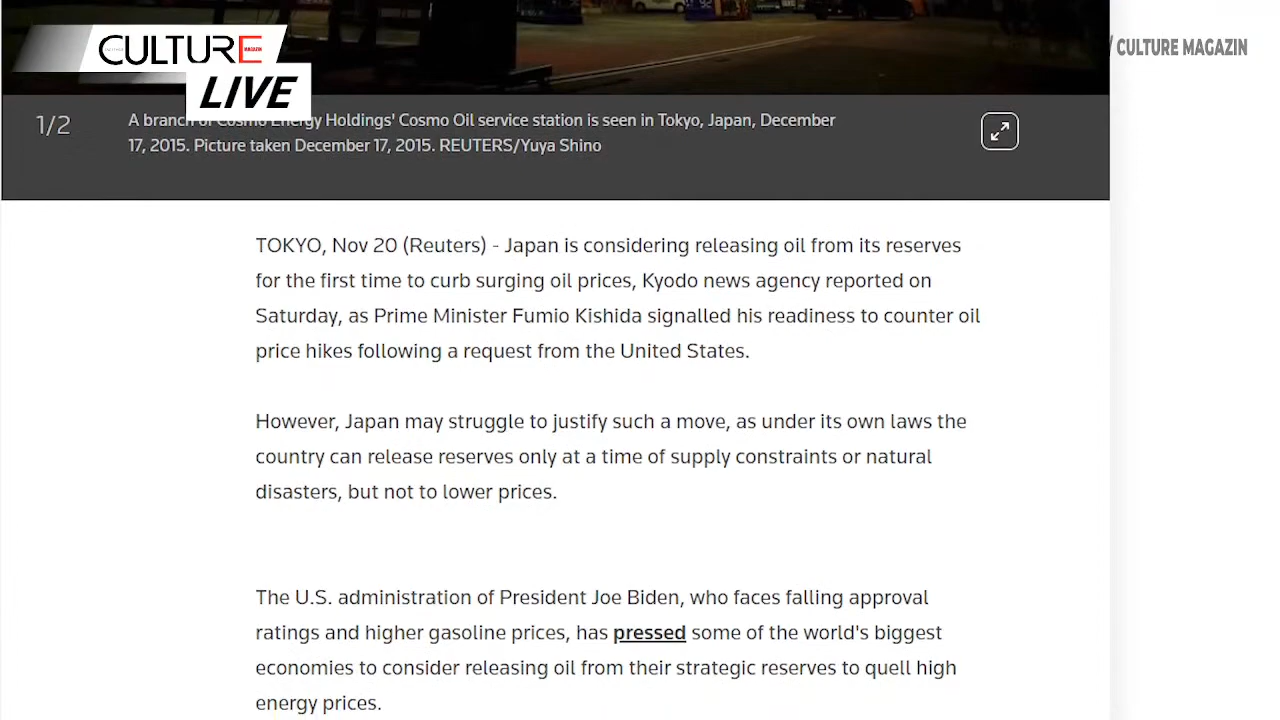 CULTURE MAGAZIN
LIVE
/ CULTURE MAGAZIN
1/2
A branch of Cosmo Energy Holdings' Cosmo Oil service station is seen in Tokyo, Japan, December
17, 2015. Picture taken December 17, 2015. REUTERS/Yuya Shino
TOKYO, Nov 20 (Reuters) - Japan is considering releasing oil from its reserves
for the first time to curb surging oil prices, Kyodo news agency reported on
Saturday, as Prime Minister Fumio Kishida signalled his readiness to counter oil
price hikes following a request from the United States.
However, Japan may struggle to justify such a move, as under its own laws the
country can release reserves only at a time of supply constraints or natural
disasters, but not to lower prices.
The U.S. administration of President Joe Biden, who faces falling approval
ratings and higher gasoline prices, has pressed some of the world's biggest
economies to consider releasing oil from their strategic reserves to quell high
energy prices.